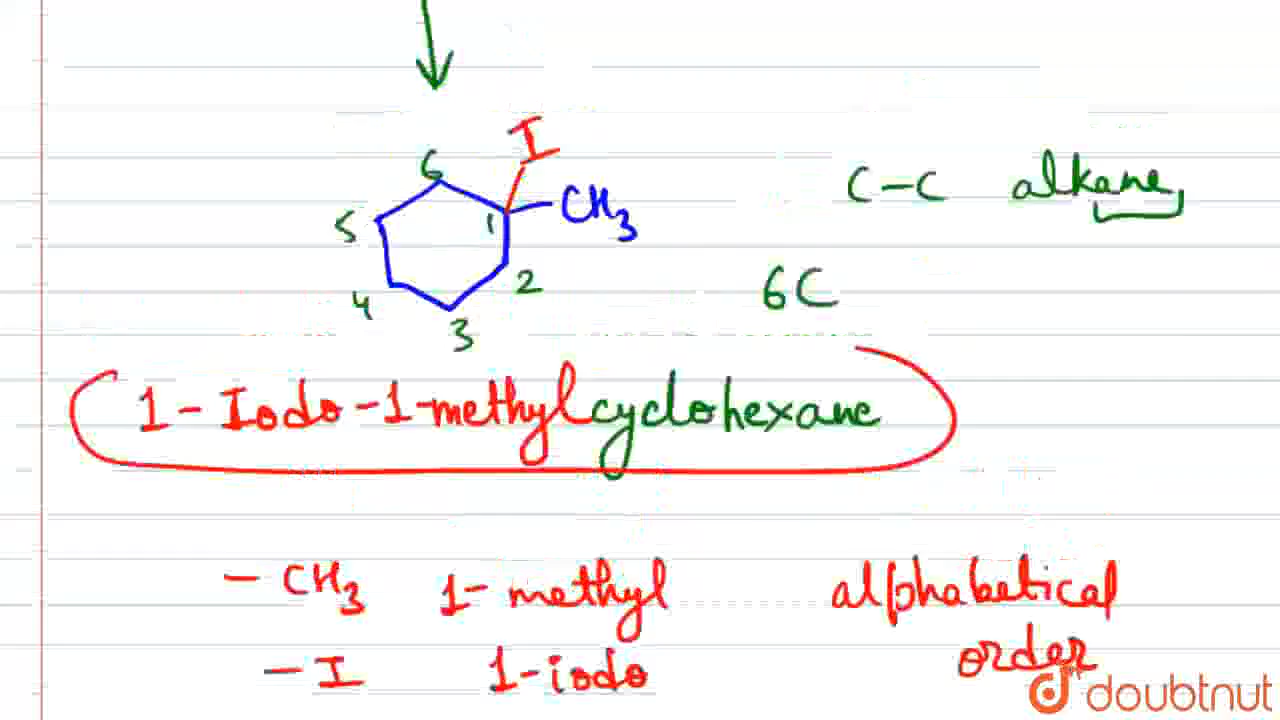 I
6
CH3
C-C alkane
5
1
4
2
6C
3
1-Iodo-1-methylcyclohexane
- CH3 1-methyl alphabetical
- I 1-iodo order
doubtnut